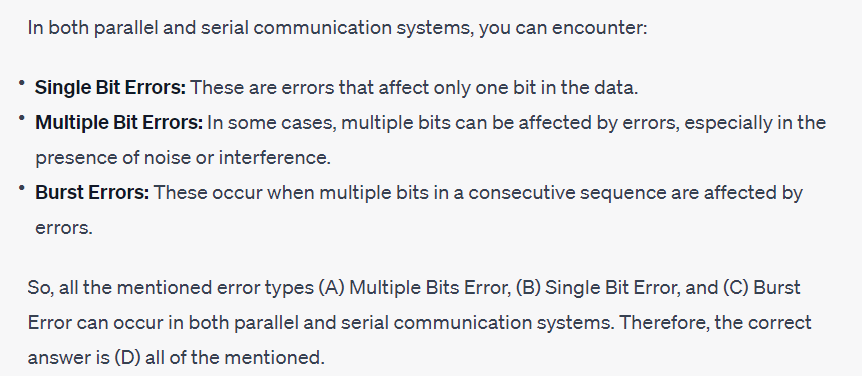 In both parallel and serial communication systems, you can encounter:
• Single Bit Errors: These are errors that affect only one bit in the data.
• Multiple Bit Errors: In some cases, multiple bits can be affected by errors, especially in the
presence of noise or interference.
• Burst Errors: These occur when multiple bits in a consecutive sequence are affected by
errors.
So, all the mentioned error types (A) Multiple Bits Error, (B) Single Bit Error, and (C) Burst
Error can occur in both parallel and serial communication systems. Therefore, the correct
answer is (D) all of the mentioned.